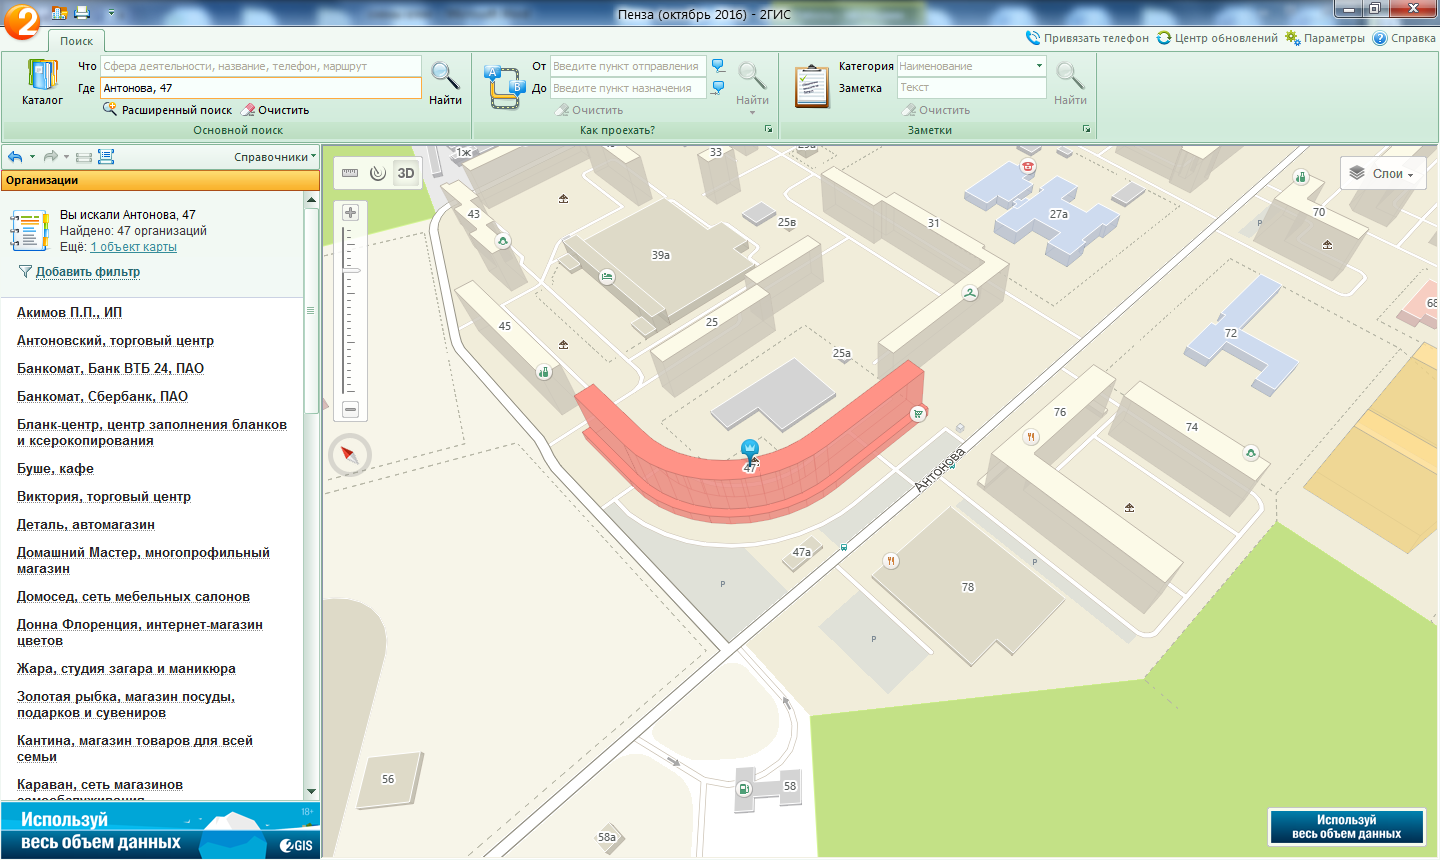 Пенза (октябрь 2016) - 2ГИС
Поиск
Привязать телефон
Центр обновлений
Параметры
Справка
Каталог
Что
Сфера деятельности, название, телефон, маршрут
Где
Антонова, 47
Расширенный поиск
Очистить
Найти
Основной поиск
A
B
От
Введите пункт отправления
До
Введите пункт назначения
Очистить
Найти
Как проехать?
Категория
Наименование
Заметка
Текст
Очистить
Найти
Заметки
Справочники
Организации
Вы искали Антонова, 47
Найдено: 47 организаций
Ещё: 1 объект карты
Добавить фильтр
Акимов П.П., ИП
Антоновский, торговый центр
Банкомат, Банк ВТБ 24, ПАО
Банкомат, Сбербанк, ПАО
Бланк-центр, центр заполнения бланков
и ксерокопирования
Буше, кафе
Виктория, торговый центр
Деталь, автомагазин
Домашний Мастер, многопрофильный
магазин
Домосед, сеть мебельных салонов
Донна Флоренция, интернет-магазин
цветов
Жара, студия загара и маникюра
Золотая рыбка, магазин посуды,
подарков и сувениров
Кантина, магазин товаров для всей
семьи
Караван, сеть магазинов
самообслуживания
Используй
весь объем данных
18+
2GIS
3D
Слои
1ж
33
43
25в
31
27а
70
P
39а
68
45
25
72
25а
76
74
47
Антонова
47а
P
78
P
P
56
58
58а
Используй
весь объем данных